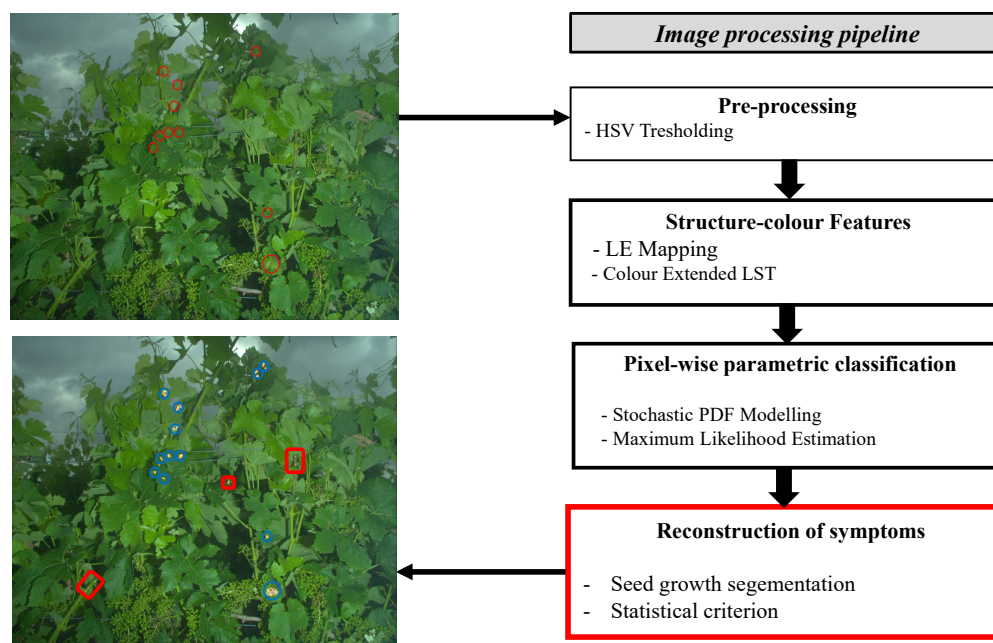 Image processing pipeline
Pre-processing
- HSV Tresholding
Structure-colour Features
- LE Mapping
- Colour Extended LST
Pixel-wise parametric classification
- Stochastic PDF Modelling
- Maximum Likelihood Estimation
Reconstruction of symptoms
- Seed growth segementation
- Statistical criterion